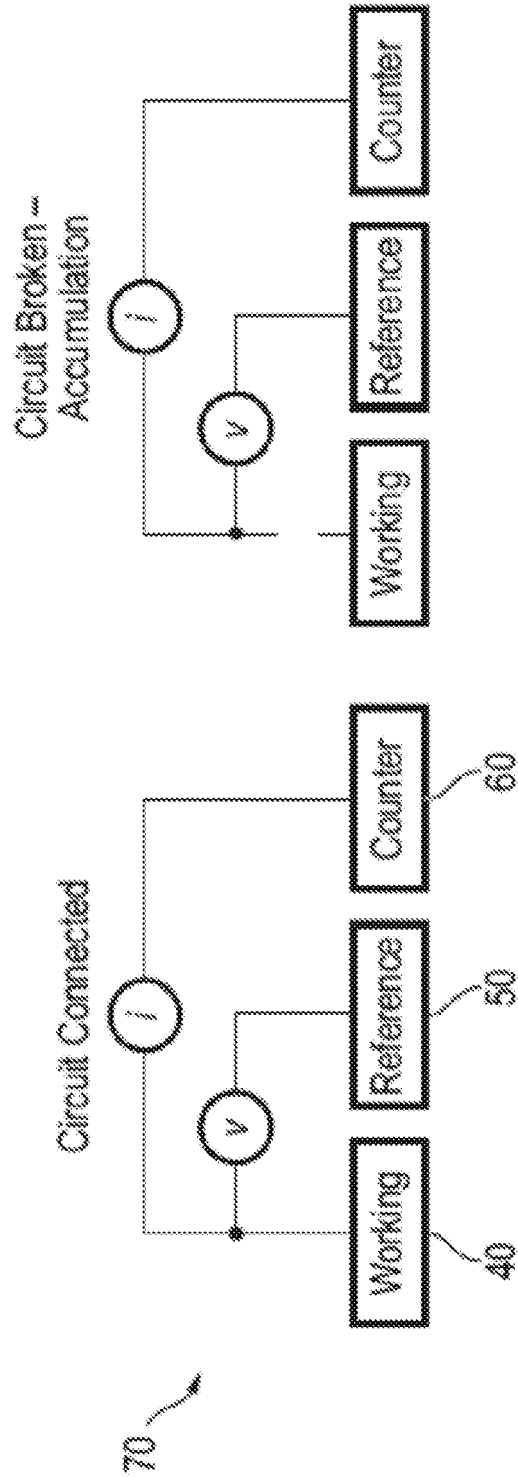 70
Circuit Connected
i
v
Working
Reference
Counter
40
50
60
Circuit Broken –
Accumulation
i
v
Working
Reference
Counter